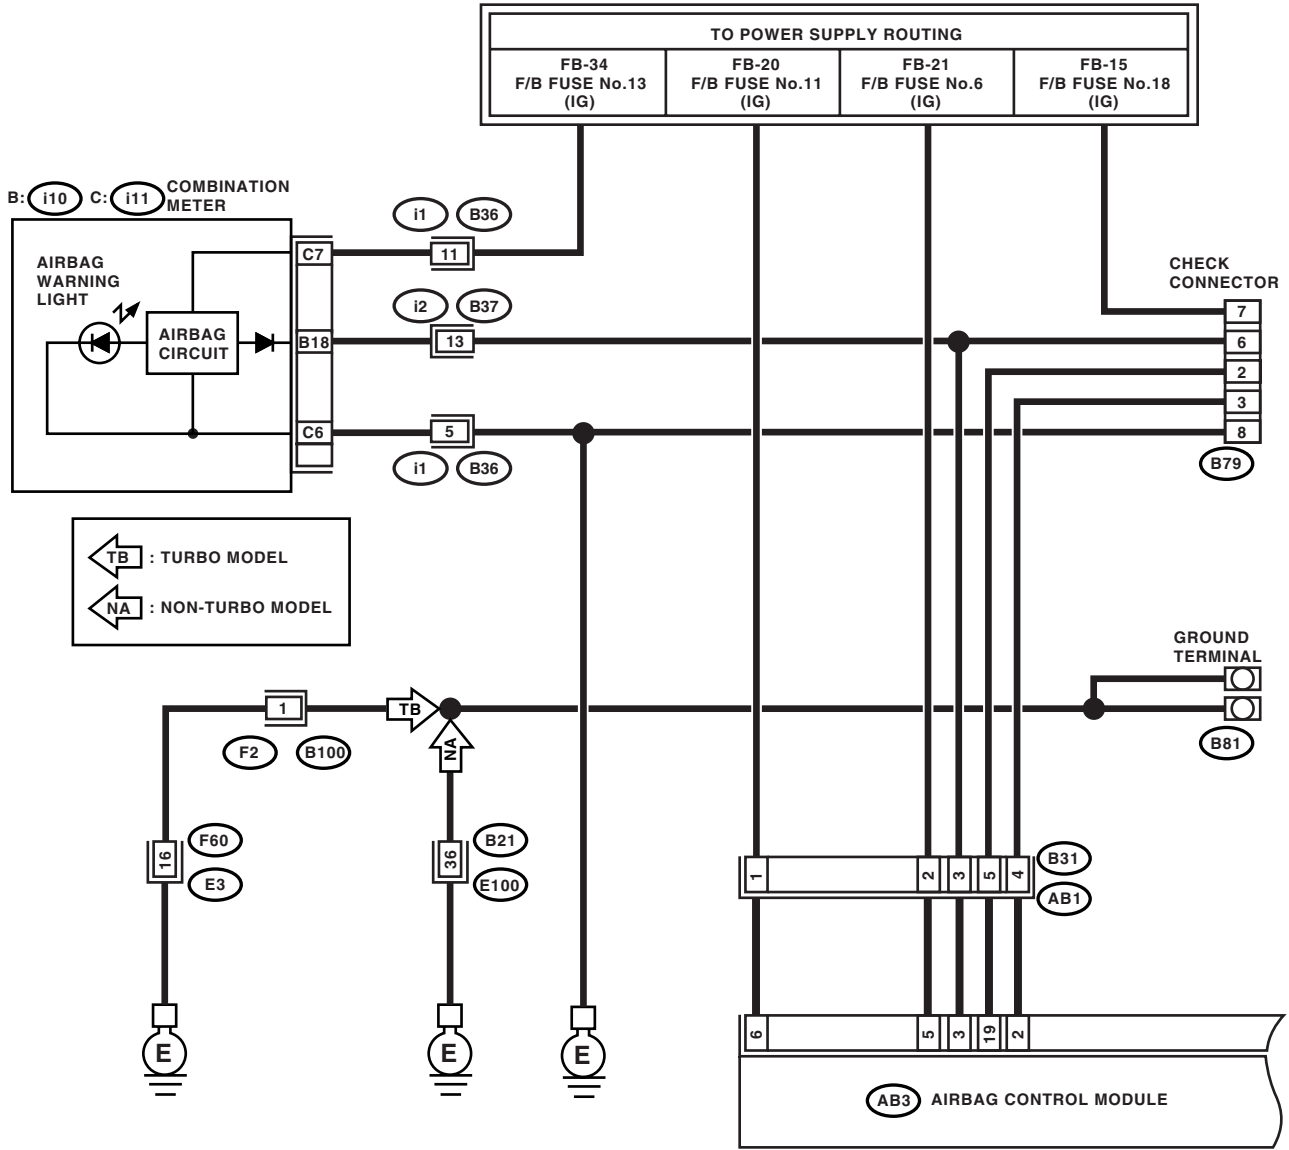 TO POWER SUPPLY ROUTING
FB-34
F/B FUSE No.13
(IG)
FB-20
F/B FUSE No.11
(IG)
FB-21
F/B FUSE No.6
(IG)
FB-15
F/B FUSE No.18
(IG)
B: i10 C: i11 COMBINATION
METER
AIRBAG
WARNING
LIGHT
AIRBAG
CIRCUIT
C7
B18
C6
i1 B36
11
i2 B37
13
5
i1 B36
CHECK
CONNECTOR
7
6
2
3
8
B79
TB : TURBO MODEL
NA : NON-TURBO MODEL
GROUND
TERMINAL
B81
1
F2 B100
TB
NA
16
F60
E3
36
B21
E100
E
E
E
1 2 3 5 4
B31
AB1
6 5 3 19 2
AB3 AIRBAG CONTROL MODULE